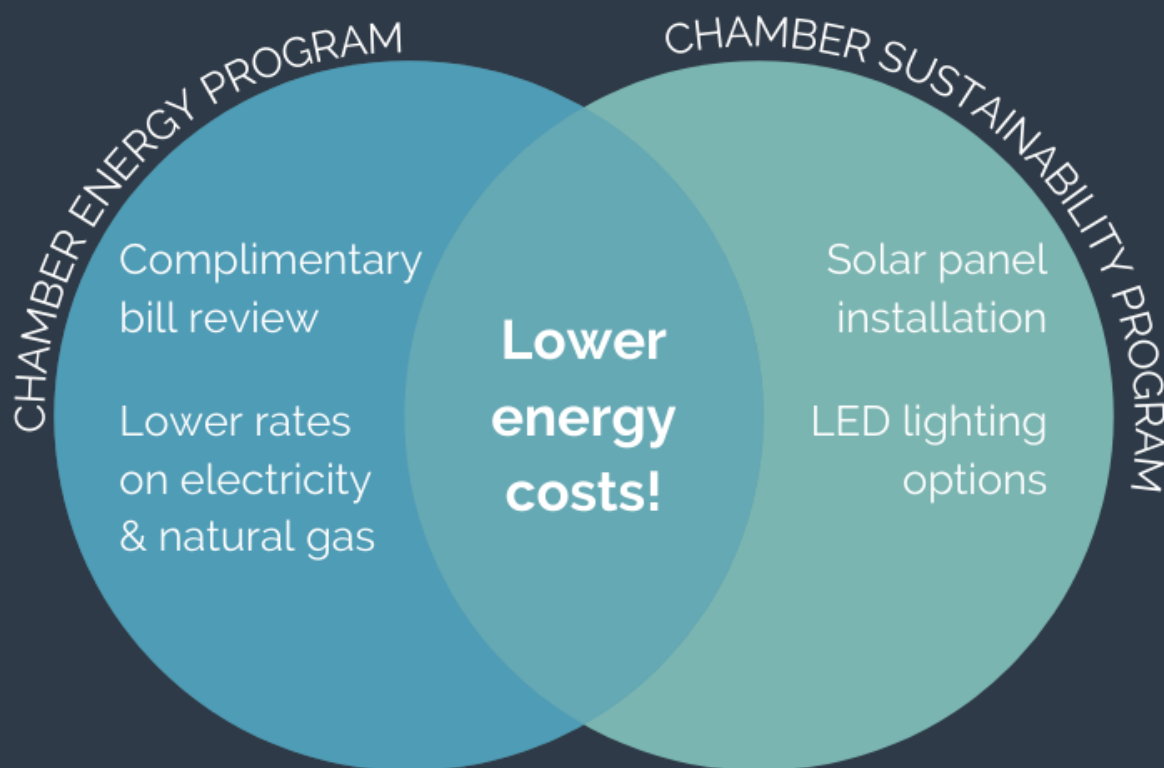 CHAMBER ENERGY PROGRAM
CHAMBER SUSTAINABILITY PROGRAM
Complimentary
bill review
Lower rates
on electricity
& natural gas
Lower
energy
costs!
Solar panel
installation
LED lighting
options